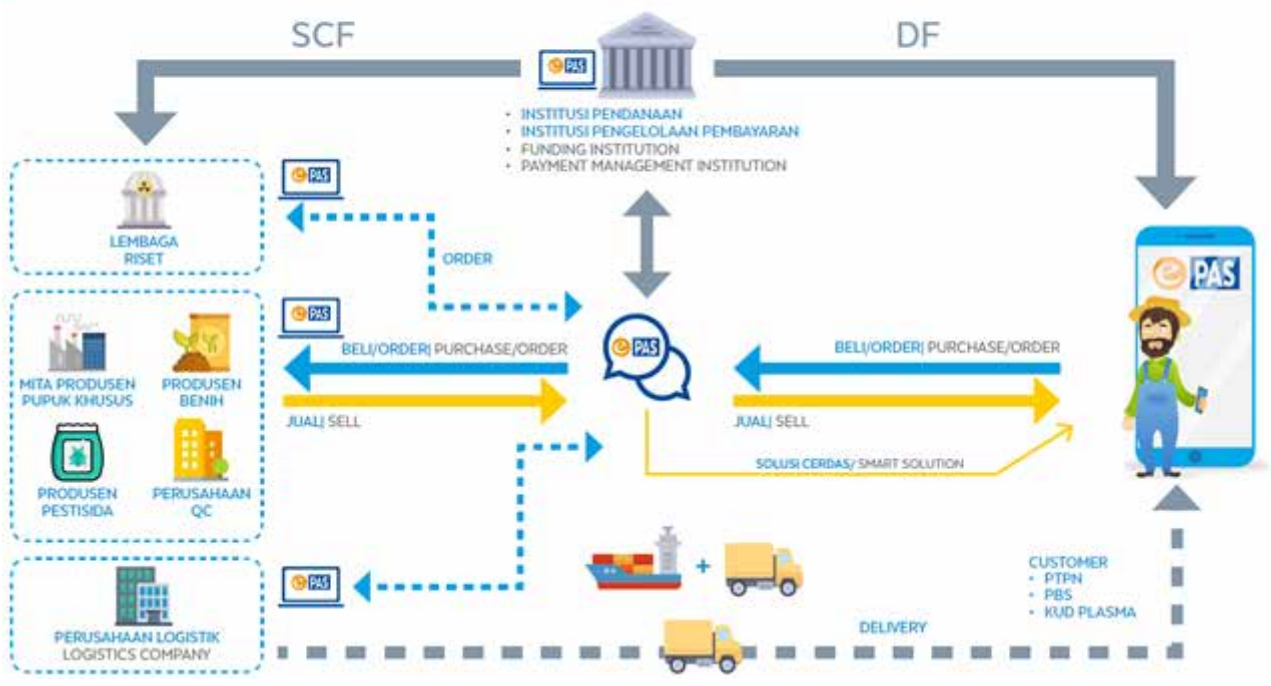 SCF
DF
e PAS
• INSTITUSI PENDANAAN
• INSTITUSI PENGELOLAAN PEMBAYARAN
• FUNDING INSTITUTION
• PAYMENT MANAGEMENT INSTITUTION
e PAS
LEMBAGA
RISET
ORDER
e PAS
e PAS
MITA PRODUSEN
PUPUK KHUSUS
PRODUSEN
BENIH
PRODUSEN
PESTISIDA
PERUSAHAAN
QC
BELI/ORDER| PURCHASE/ORDER
JUAL| SELL
e PAS
BELI/ORDER| PURCHASE/ORDER
JUAL| SELL
SOLUSI CERDAS/ SMART SOLUTION
e PAS
PERUSAHAAN LOGISTIK
LOGISTICS COMPANY
+
DELIVERY
CUSTOMER
• PTPN
• PBS
• KUD PLASMA